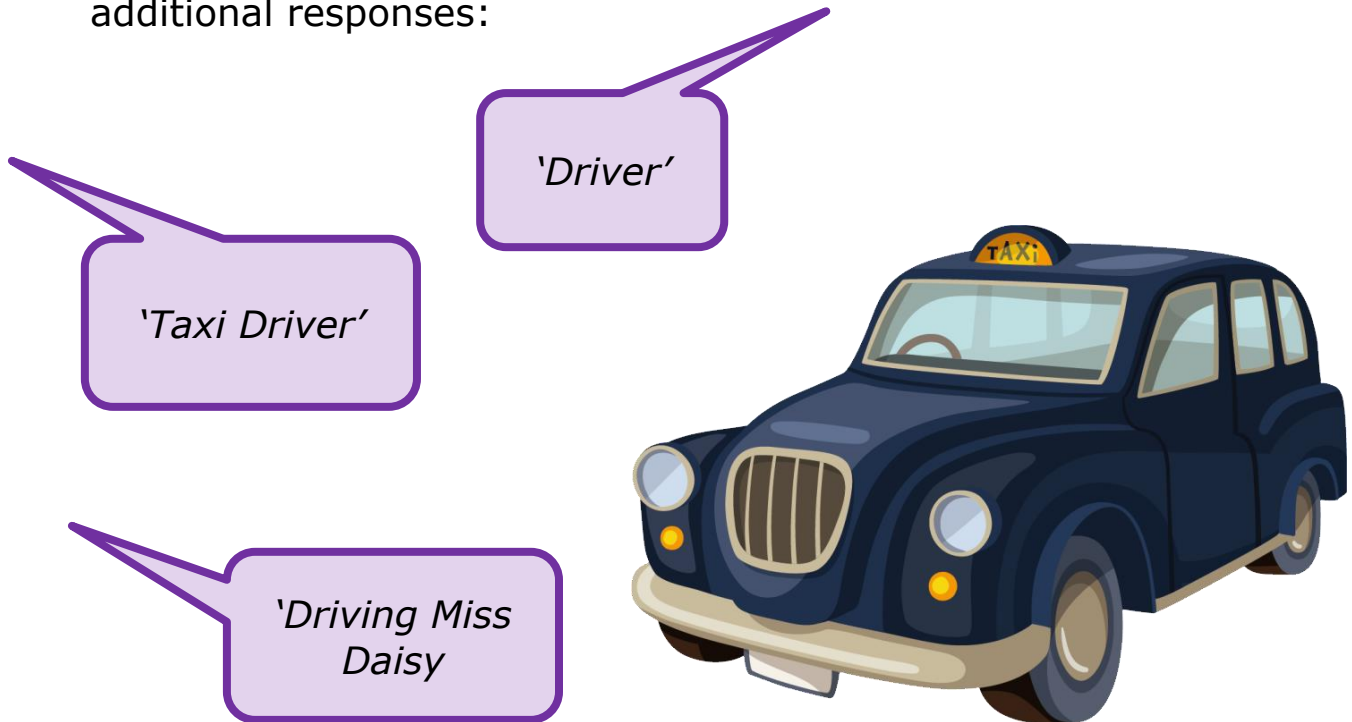 additional responses:
‘Driver’
‘Taxi Driver’
‘Driving Miss
Daisy
TAXi